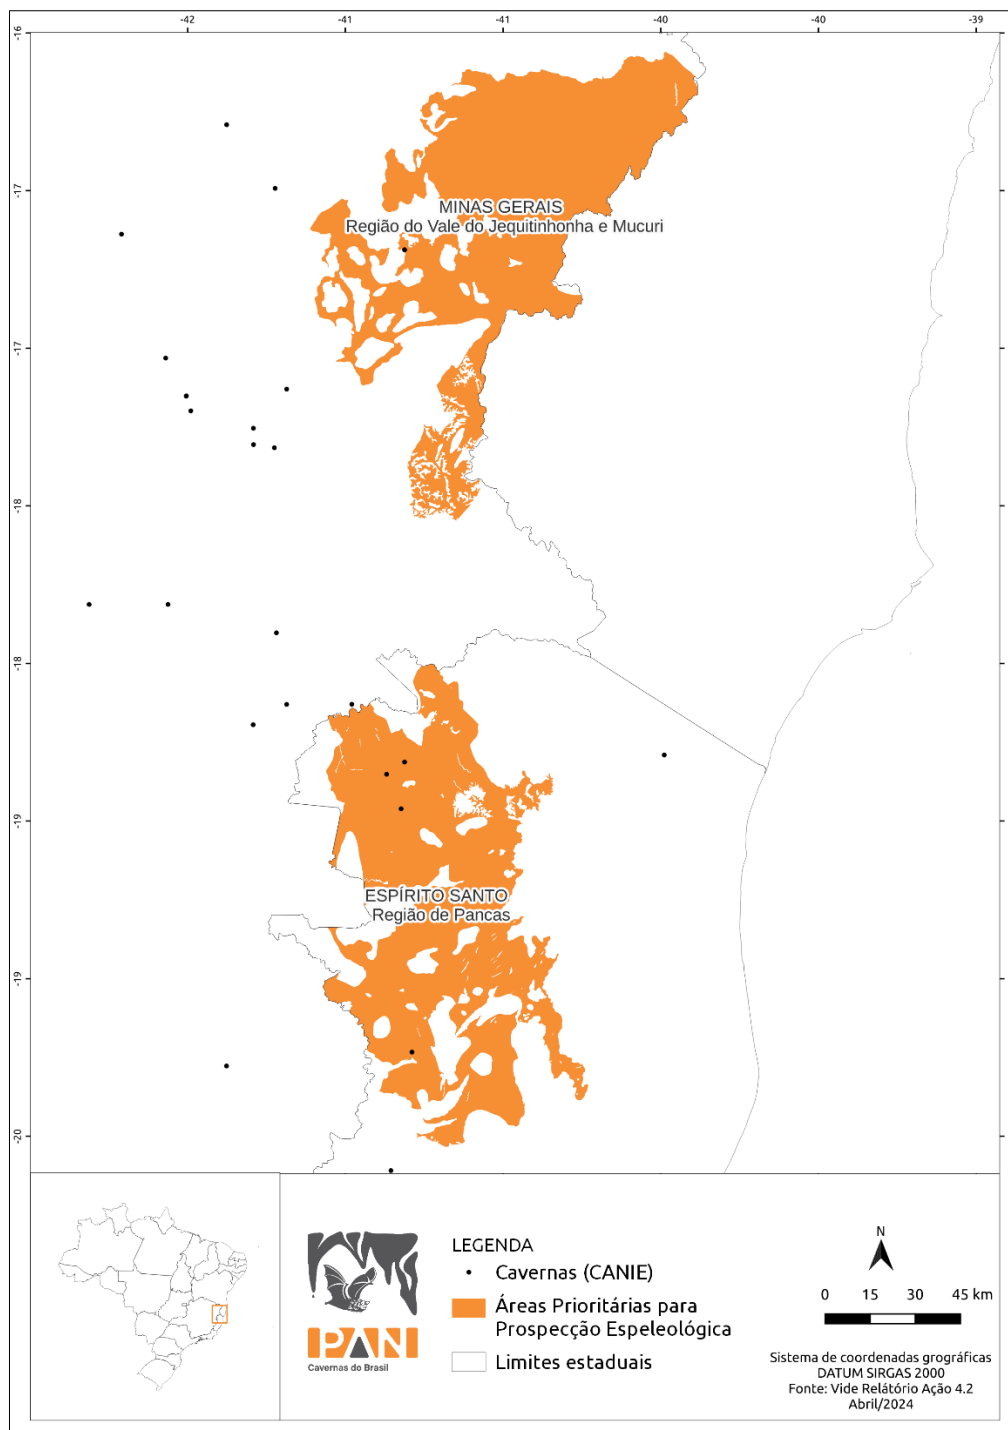 -42 -41 -41 -40 -40 -39
-16
-17
-17
-18
-18
-19
-19
-20
MINAS GERAIS
Região do Vale do Jequitinhonha e Mucuri
ESPÍRITO SANTO
Região de Pancas
PAN
Cavernas do Brasil
LEGENDA
Cavernas (CANIE)
Áreas Prioritárias para
Prospecção Espeleológica
Limites estaduais
N
0 15 30 45 km
Sistema de coordenadas grográficas
DATUM SIRGAS 2000
Fonte: Vide Relátório Ação 4.2
Abril/2024